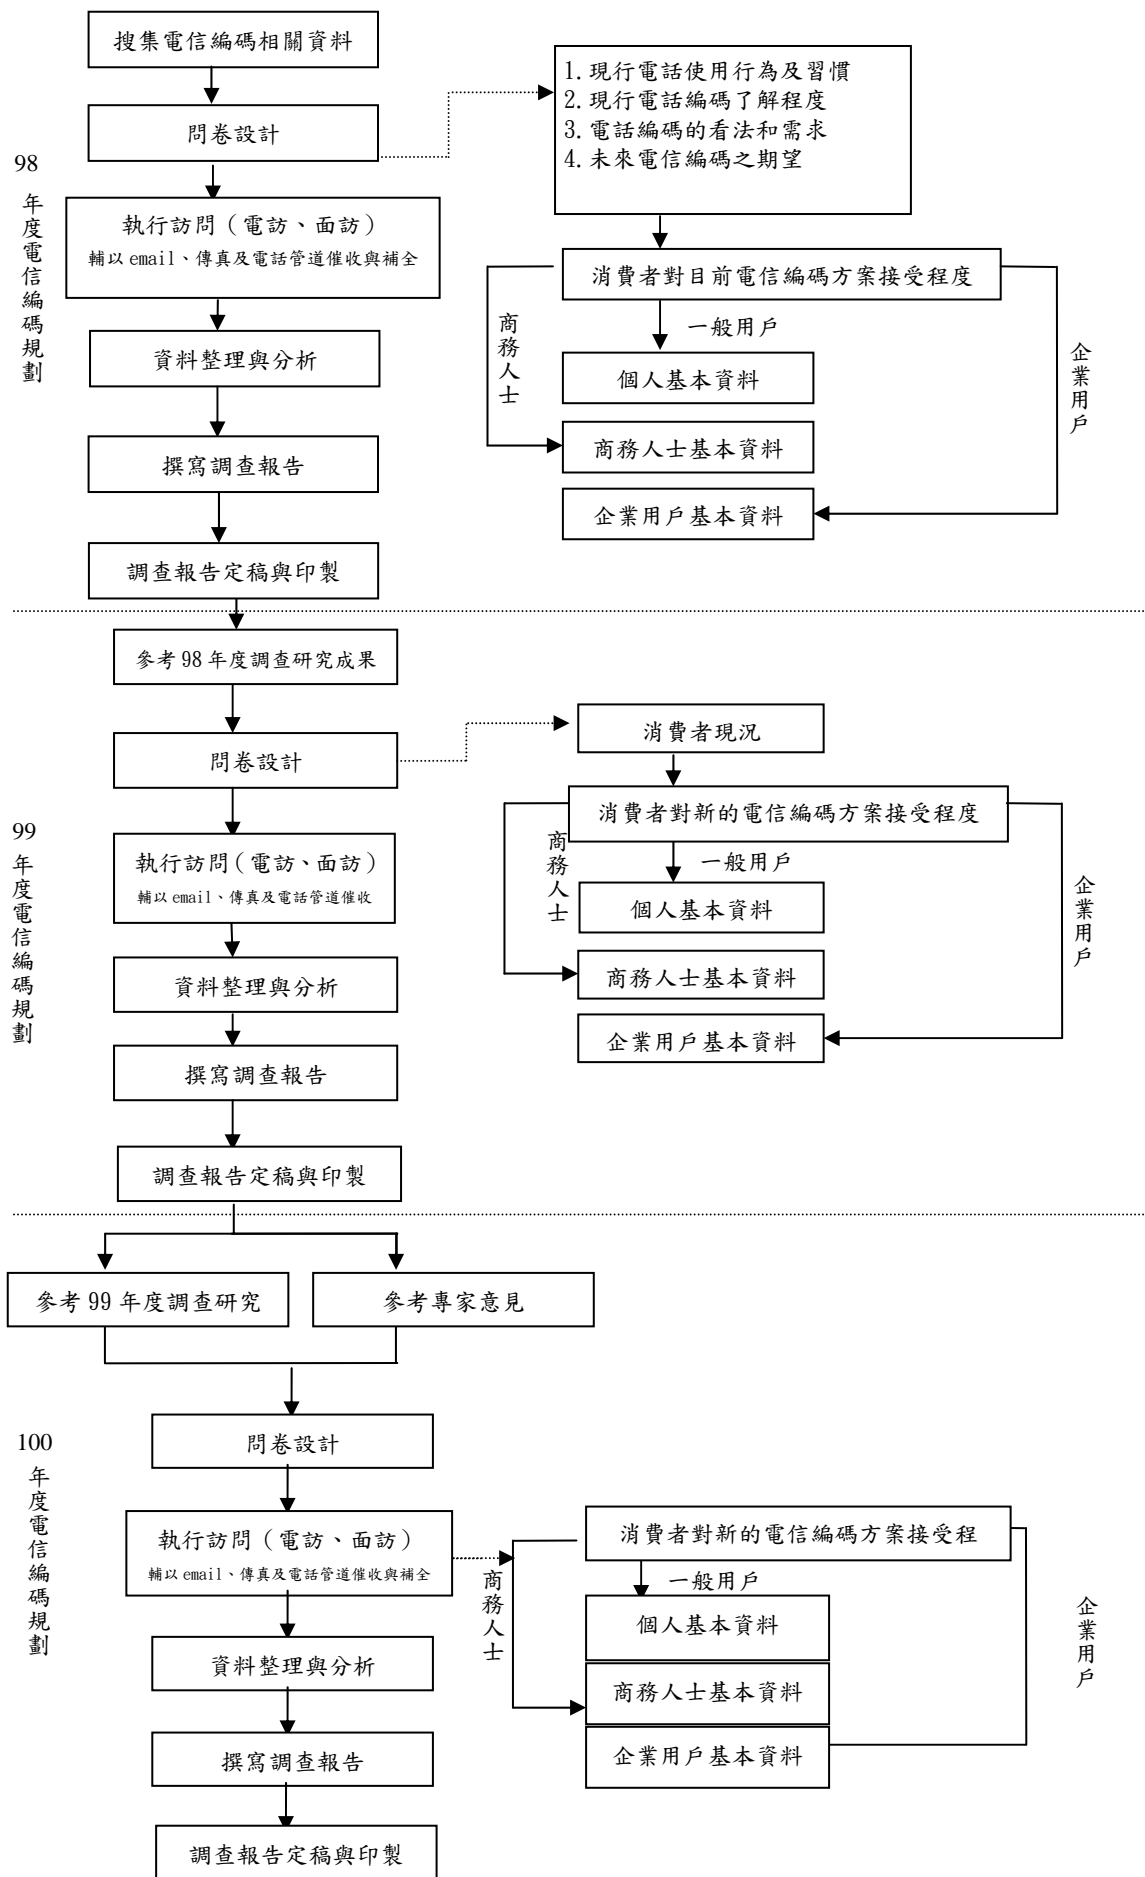 搜集電信編碼相關資料
問卷設計
98
年度電信編碼規劃
執行訪問（電訪、面訪）
輔以 email、傳真及電話管道催收與補全
資料整理與分析
撰寫調查報告
調查報告定稿與印製
1.現行電話使用行為及習慣
2.現行電話編碼了解程度
3.電話編碼的看法和需求
4.未來電信編碼之期望
消費者對目前電信編碼方案接受程度
商務人士
一般用戶
企業用戶
個人基本資料
商務人士基本資料
企業用戶基本資料
參考 98 年度調查研究成果
問卷設計
99
年度電信編碼規劃
執行訪問（電訪、面訪）
輔以 email、傳真及電話管道催收
資料整理與分析
撰寫調查報告
調查報告定稿與印製
消費者現況
消費者對新的電信編碼方案接受程度
商務人士
一般用戶
企業用戶
個人基本資料
商務人士基本資料
企業用戶基本資料
參考 99 年度調查研究
參考專家意見
100
年度電信編碼規劃
問卷設計
執行訪問（電訪、面訪）
輔以 email、傳真及電話管道催收與補全
資料整理與分析
撰寫調查報告
調查報告定稿與印製
消費者對新的電信編碼方案接受程
商務人士
一般用戶
企業用戶
個人基本資料
商務人士基本資料
企業用戶基本資料